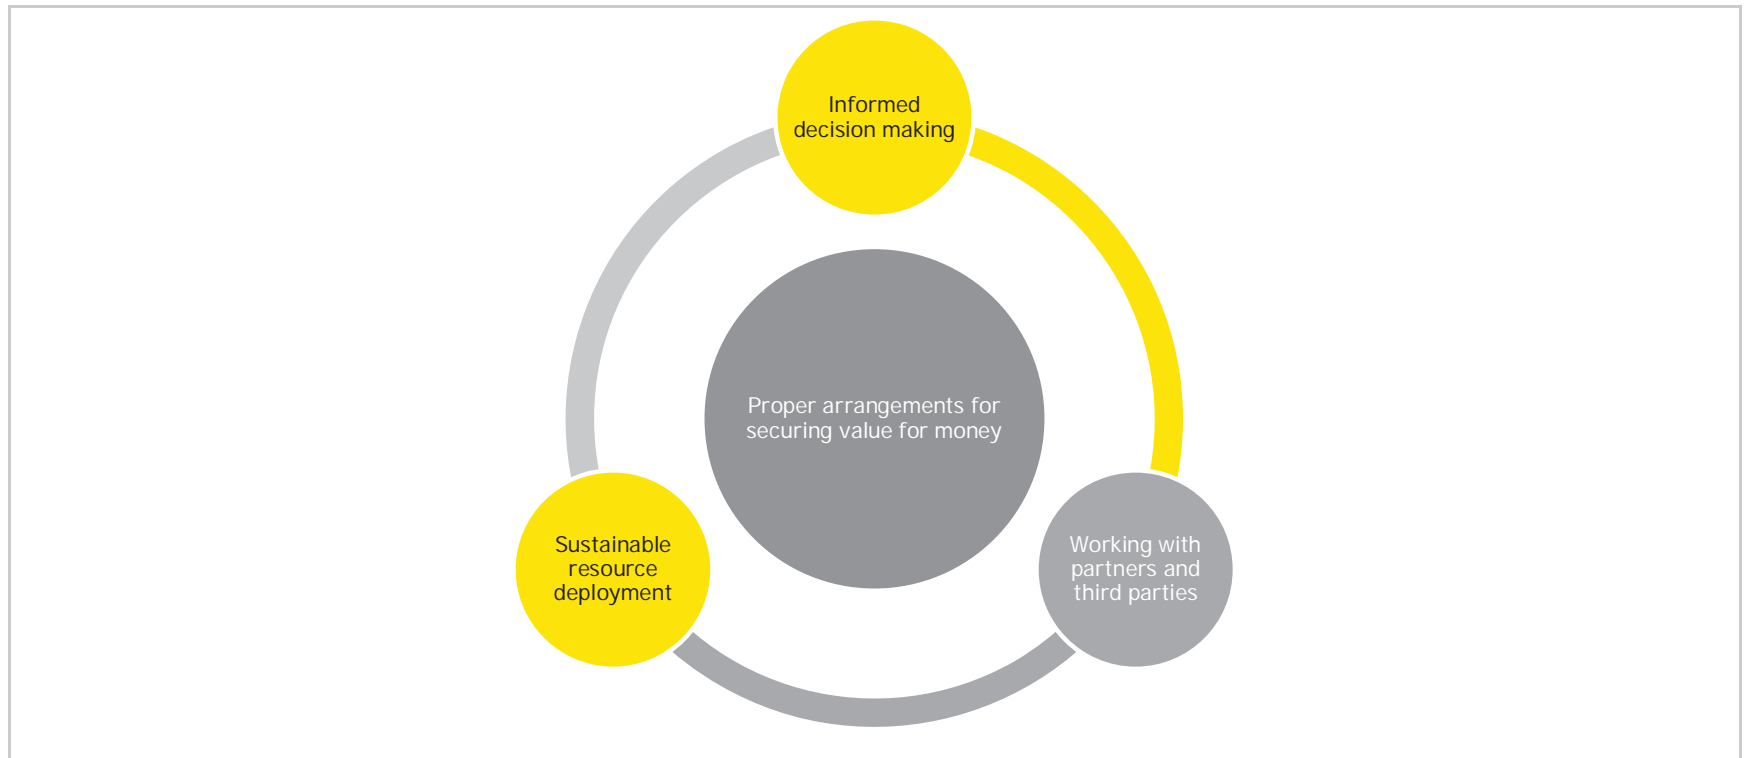 Informed
decision making
Proper arrangements for
securing value for money
Sustainable
resource
deployment
Working with
partners and
third parties